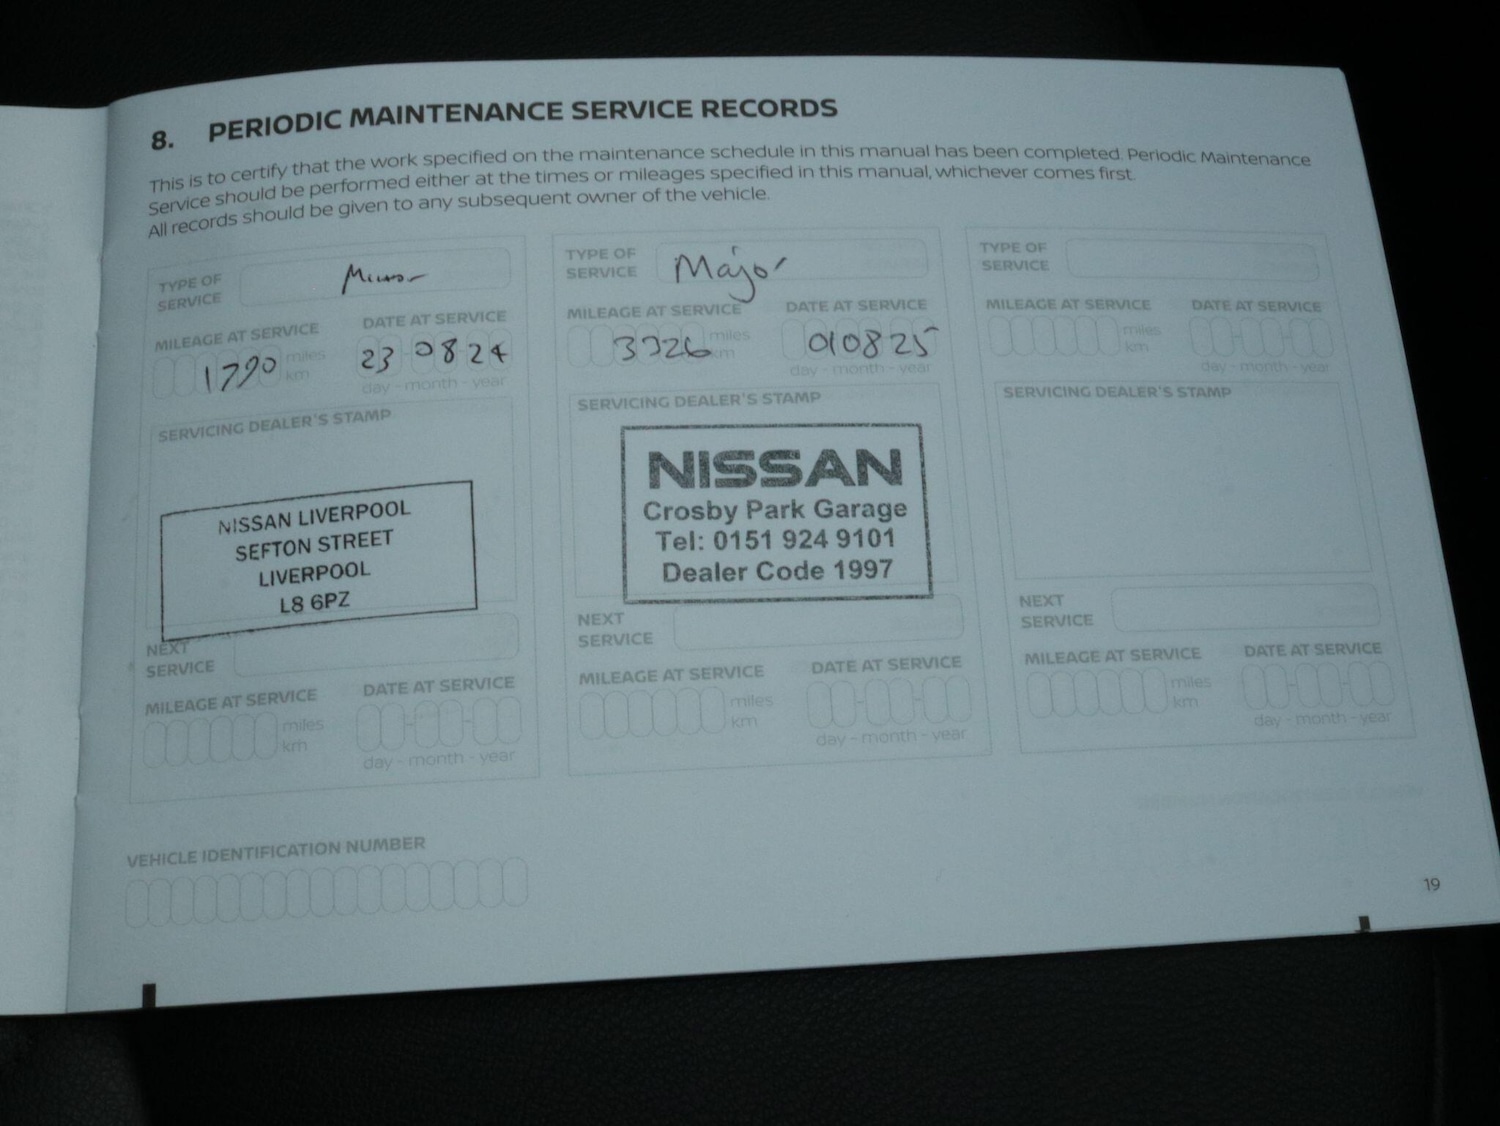 8. PERIODIC MAINTENANCE SERVICE RECORDS
This is to certify that the work specified on the maintenance schedule in this manual has been completed. Periodic Maintenance
Service should be performed either at the times or mileages specified in this manual, whichever comes first.
All records should be given to any subsequent owner of the vehicle.
TYPE OF
SERVICE
Minor
MILEAGE AT SERVICE
DATE AT SERVICE
1790
miles
km
23 08 24
day - month - year
SERVICING DEALER'S STAMP
NISSAN LIVERPOOL
SEFTON STREET
LIVERPOOL
L8 6PZ
NEXT
SERVICE
MILEAGE AT SERVICE
DATE AT SERVICE
miles
km
day - month - year
TYPE OF
SERVICE
Major
MILEAGE AT SERVICE
DATE AT SERVICE
3326
miles
km
010825
day - month - year
SERVICING DEALER'S STAMP
NISSAN
Crosby Park Garage
Tel: 0151 924 9101
Dealer Code 1997
NEXT
SERVICE
MILEAGE AT SERVICE
DATE AT SERVICE
miles
km
day - month - year
TYPE OF
SERVICE
MILEAGE AT SERVICE
DATE AT SERVICE
miles
km
day - month - year
SERVICING DEALER'S STAMP
NEXT
SERVICE
MILEAGE AT SERVICE
DATE AT SERVICE
miles
km
day - month - year
VEHICLE IDENTIFICATION NUMBER
19